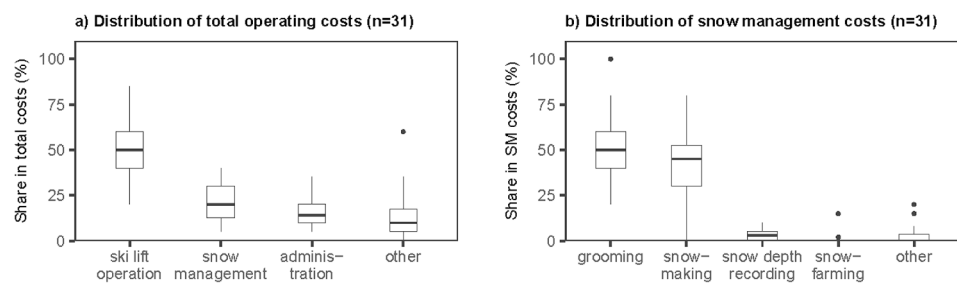 a) Distribution of total operating costs (n=31)
Share in total costs (%)
100
75
50
25
0
ski lift operation
snow management
adminis-tration
other
b) Distribution of snow management costs (n=31)
Share in SM costs (%)
100
75
50
25
0
grooming
snow-making
snow depth recording
snow-farming
other